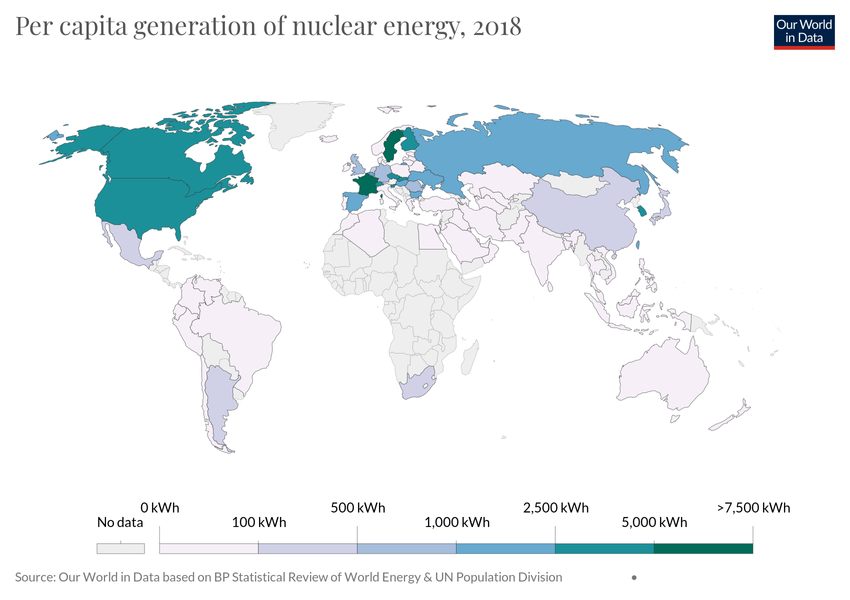 Per capita generation of nuclear energy, 2018
Our World
in Data
0 kWh 500 kWh 2,500 kWh >7,500 kWh
No data 100 kWh 1,000 kWh 5,000 kWh
Source: Our World in Data based on BP Statistical Review of World Energy & UN Population Division •